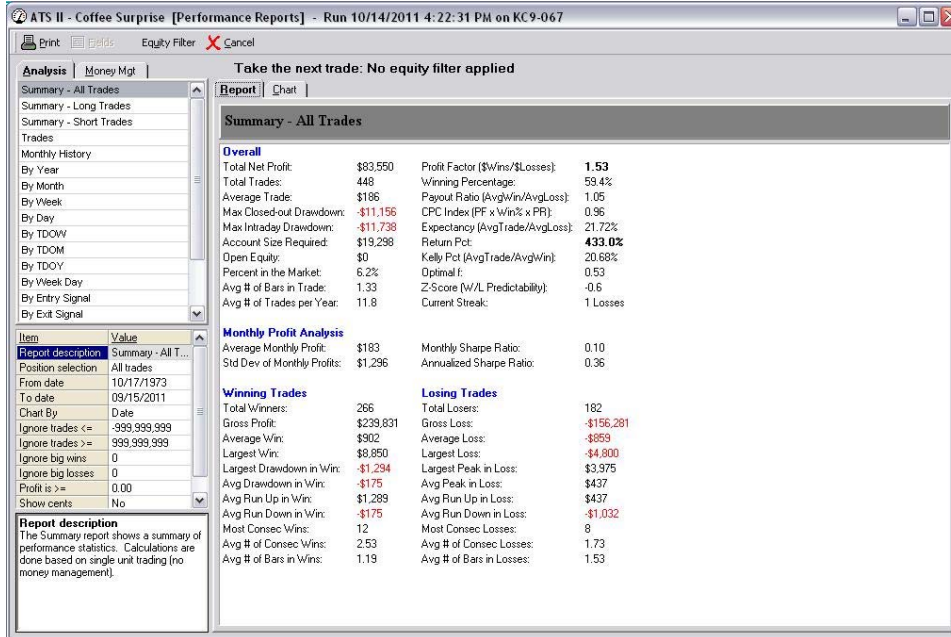 ATS II - Coffee Surprise [Performance Reports] - Run 10/14/2011 4:22:31 PM on KC9-067
Print Fields Equity Filter Cancel
Analysis Money Mgt
Take the next trade: No equity filter applied
Summary - All Trades
Summary - Long Trades
Summary - Short Trades
Trades
Monthly History
By Year
By Month
By Week
By Day
By TDOW
By TDOM
By TDOY
By Week Day
By Entry Signal
By Exit Signal
Item Value
Report description Summary - All T...
Position selection All trades
From date 10/17/1973
To date 09/15/2011
Chart By Date
Ignore trades <= -999,999,999
Ignore trades >= 999,999,999
Ignore big wins 0
Ignore big losses 0
Profit is >= 0.00
Show cents No
Report description
The Summary report shows a summary of
performance statistics. Calculations are
done based on single unit trading (no
money management).
Report Chart
Summary - All Trades
Overall
Total Net Profit: $83,550 Profit Factor ($Wins/$Losses): 1.53
Total Trades: 448 Winning Percentage: 59.4%
Average Trade: $186 Payout Ratio (AvgWin/AvgLoss): 1.05
Max Closed-out Drawdown: -$11,156 CPC Index (PF x Win% x PR): 0.96
Max Intraday Drawdown: -$11,738 Expectancy (AvgTrade/AvgLoss): 21.72%
Account Size Required: $19,298 Return Pct: 433.0%
Open Equity: $0 Kelly Pct (AvgTrade/AvgWin): 20.68%
Percent in the Market: 6.2% Optimal f: 0.53
Avg # of Bars in Trade: 1.33 Z-Score (W/L Predictability): -0.6
Avg # of Trades per Year: 11.8 Current Streak: 1 Losses
Monthly Profit Analysis
Average Monthly Profit: $183 Monthly Sharpe Ratio: 0.10
Std Dev of Monthly Profits: $1,296 Annualized Sharpe Ratio: 0.36
Winning Trades Losing Trades
Total Winners: 266 Total Losers: 182
Gross Profit: $239,831 Gross Loss: -$156,281
Average Win: $902 Average Loss: -$859
Largest Win: $8,850 Largest Loss: -$4,800
Largest Drawdown in Win: -$1,294 Largest Peak in Loss: $3,975
Avg Drawdown in Win: -$175 Avg Peak in Loss: $437
Avg Run Up in Win: $1,289 Avg Run Up in Loss: $437
Avg Run Down in Win: -$175 Avg Run Down in Loss: -$1,032
Most Consec Wins: 12 Most Consec Losses: 8
Avg # of Consec Wins: 2.53 Avg # of Consec Losses: 1.73
Avg # of Bars in Wins: 1.19 Avg # of Bars in Losses: 1.53